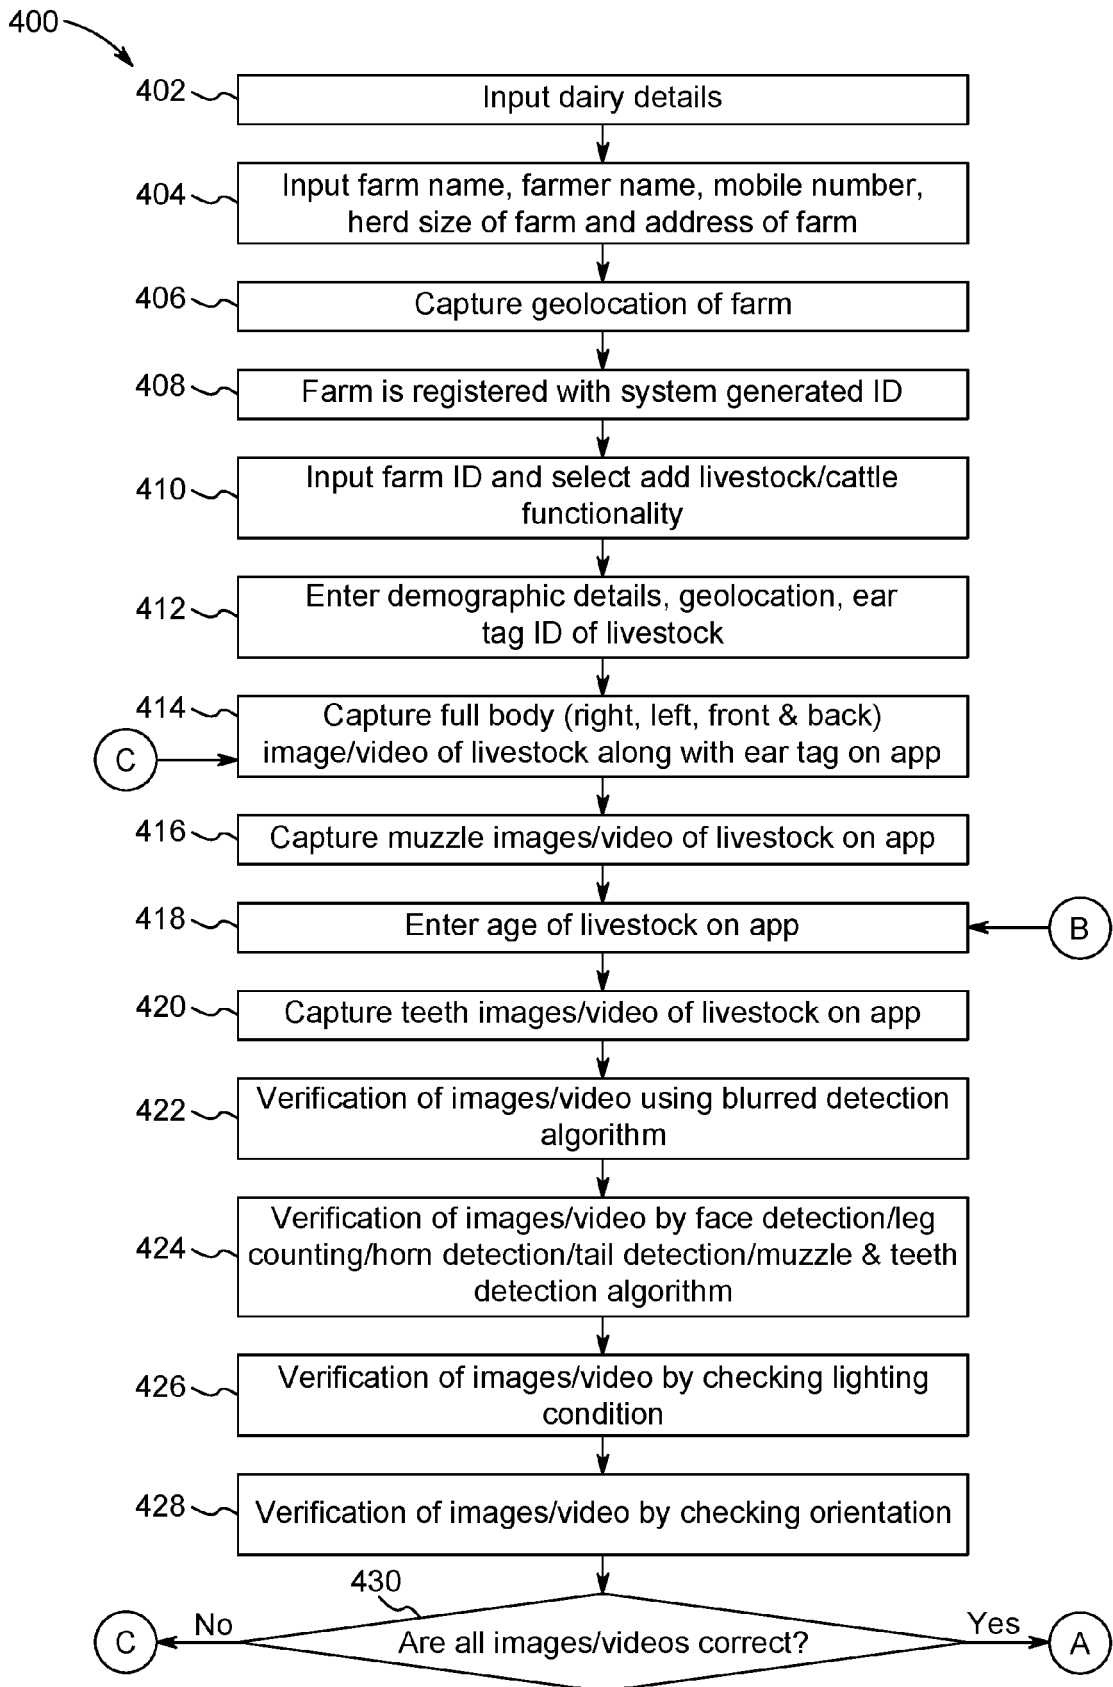 400
402
Input dairy details
404
Input farm name, farmer name, mobile number,
herd size of farm and address of farm
406
Capture geolocation of farm
408
Farm is registered with system generated ID
410
Input farm ID and select add livestock/cattle
functionality
412
Enter demographic details, geolocation, ear
tag ID of livestock
414
Capture full body (right, left, front & back)
image/video of livestock along with ear tag on app
C
416
Capture muzzle images/video of livestock on app
418
Enter age of livestock on app
B
420
Capture teeth images/video of livestock on app
422
Verification of images/video using blurred detection
algorithm
424
Verification of images/video by face detection/leg
counting/horn detection/tail detection/muzzle & teeth
detection algorithm
426
Verification of images/video by checking lighting
condition
428
Verification of images/video by checking orientation
430
C
No
Are all images/videos correct?
Yes
A